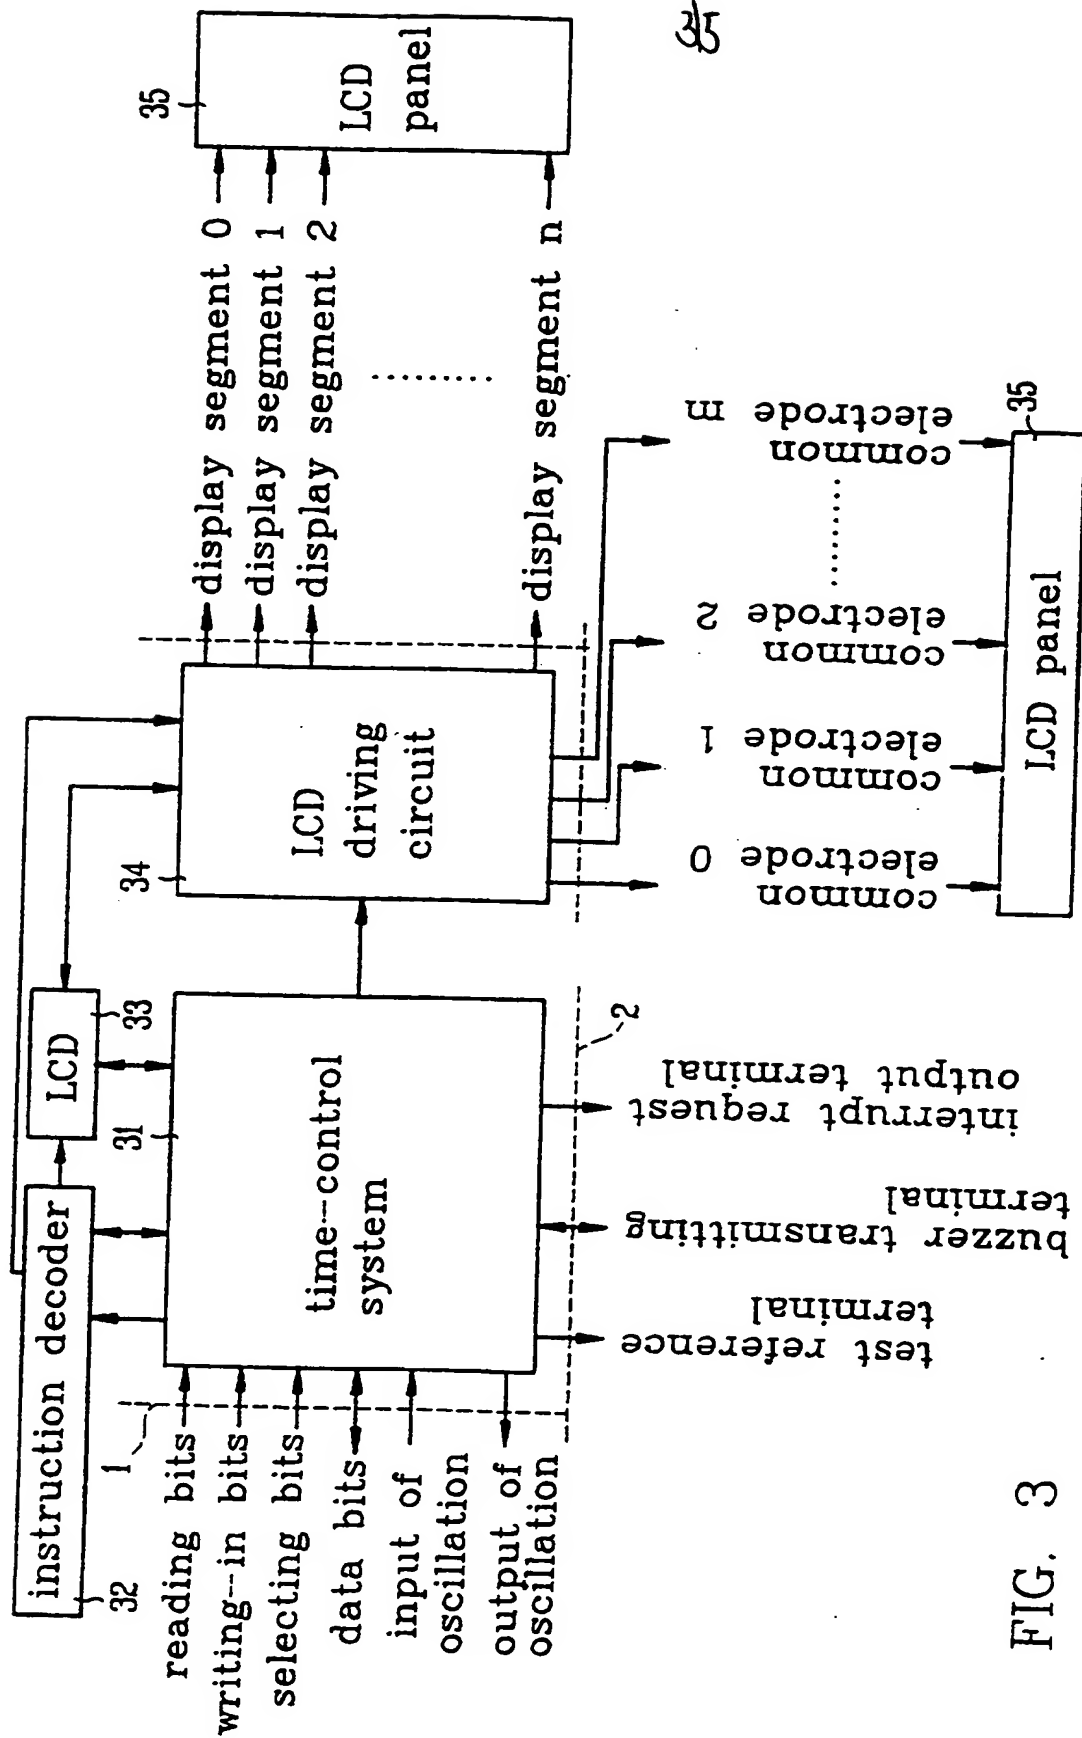 3/5
instruction decoder
32
LCD
33
35
LCD
panel
1
reading bits
writing--in bits
selecting bits
data bits
input of
oscillation
output of
oscillation
31
time--control
system
34
LCD
driving
circuit
display segment 0
display segment 1
display segment 2
.........
display segment n
2
test reference
terminal
buzzer transmitting
terminal
interrupt request
output terminal
common
electrode 0
common
electrode 1
common
electrode 2
.........
common
electrode m
35
LCD panel
FIG. 3